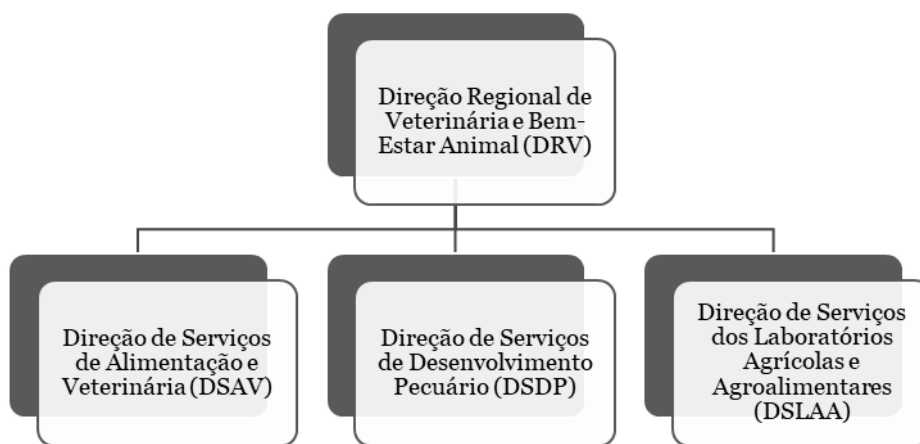 Direção Regional de
Veterinária e Bem-
Estar Animal (DRV)
Direção de Serviços
de Alimentação e
Veterinária (DSAV)
Direção de Serviços
de Desenvolvimento
Pecuário (DSDP)
Direção de Serviços
dos Laboratórios
Agrícolas e
Agroalimentares
(DSLAA)